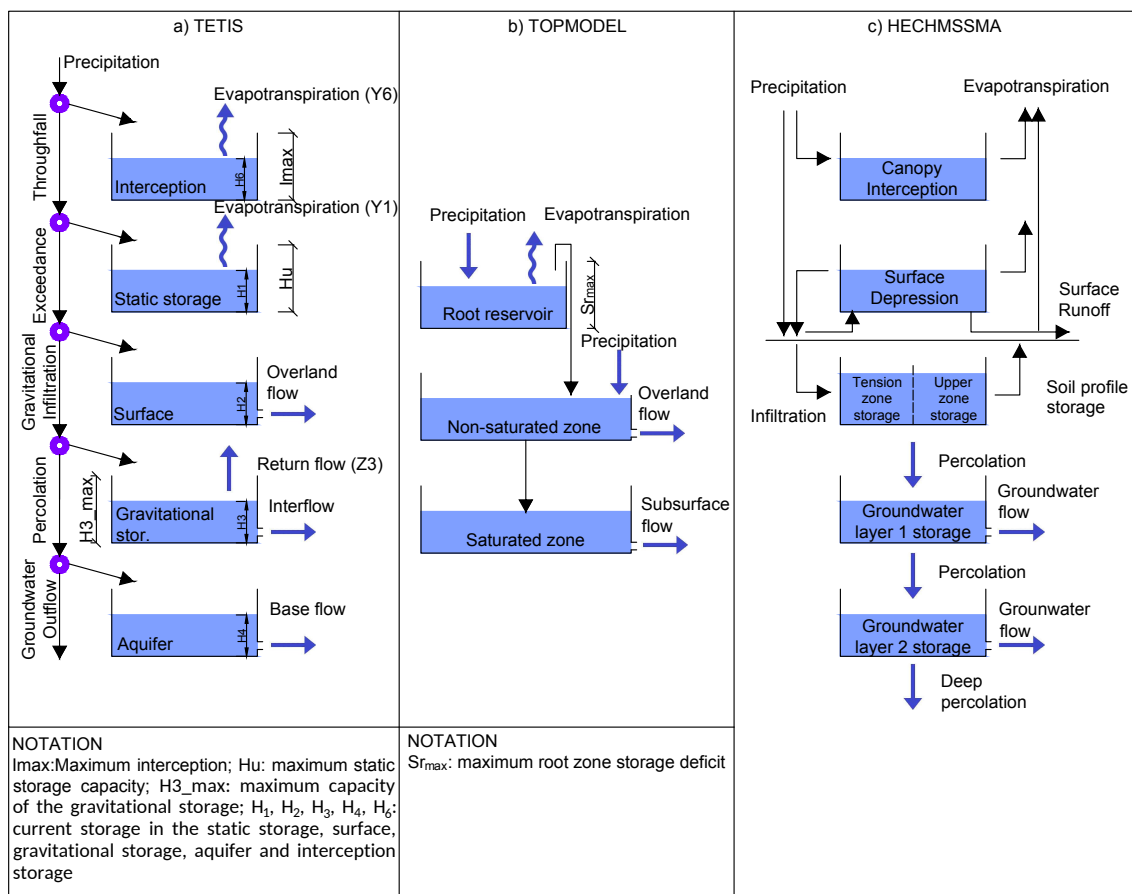 a) TETIS
Precipitation
Evapotranspiration (Y6)
Throughfall
Imax
H6
Interception
Evapotranspiration (Y1)
Exceedance
Hu
H1
Static storage
Gravitational
Infiltration
Overland
flow
H2
Surface
Return flow (Z3)
Percolation
H3_max
Interflow
Gravitational
stor.
H3
Groundwater
Outflow
Base flow
H4
Aquifer
NOTATION
Imax:Maximum interception; Hu: maximum static
storage capacity; H3_max: maximum capacity
of the gravitational storage; H₁, H₂, H₃, H₄, H₆:
current storage in the static storage, surface,
gravitational storage, aquifer and interception
storage
b) TOPMODEL
Precipitation
Evapotranspiration
Srmax
Root reservoir
Precipitation
Overland
flow
Non-saturated zone
Subsurface
flow
Saturated zone
NOTATION
Srmax: maximum root zone storage deficit
c) HECHMSSMA
Precipitation
Evapotranspiration
Canopy
Interception
Surface
Depression
Surface
Runoff
Tension
zone
storage
Upper
zone
storage
Infiltration
Soil profile
storage
Percolation
Groundwater
layer 1 storage
Groundwater
flow
Percolation
Groundwater
layer 2 storage
Grounwater
flow
Deep
percolation